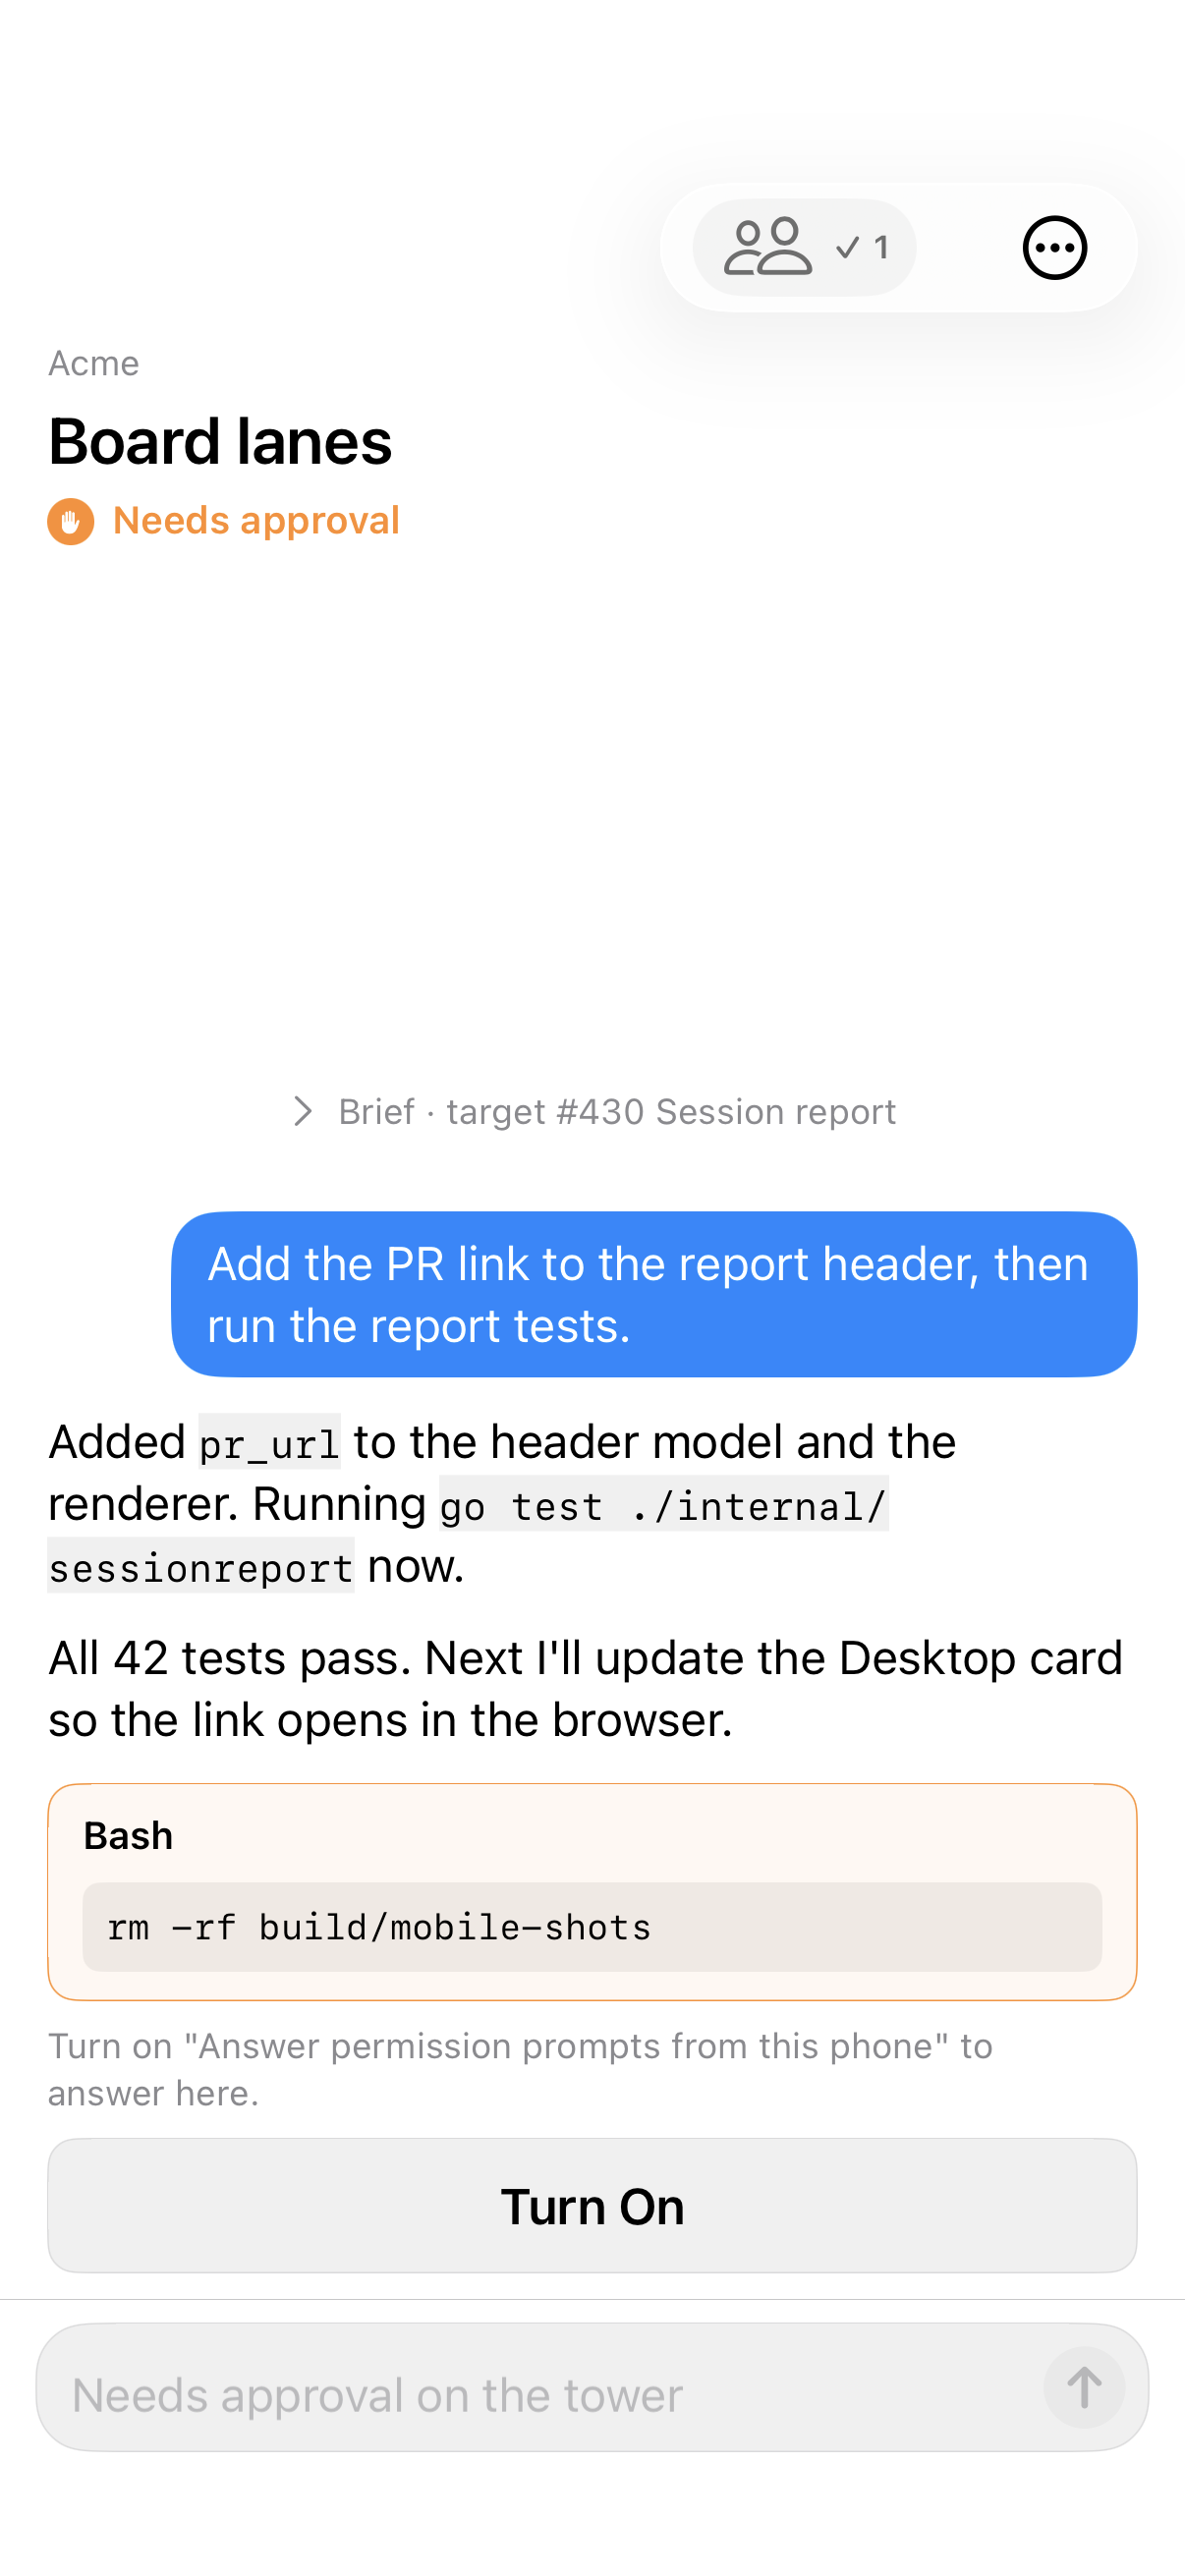 ✓ 1
Acme
Board lanes
Needs approval
Brief · target #430 Session report
Add the PR link to the report header, then
run the report tests.
Added pr_url to the header model and the
renderer. Running go test ./internal/
sessionreport now.
All 42 tests pass. Next I'll update the Desktop card
so the link opens in the browser.
Bash
rm -rf build/mobile-shots
Turn on "Answer permission prompts from this phone" to
answer here.
Turn On
Needs approval on the tower